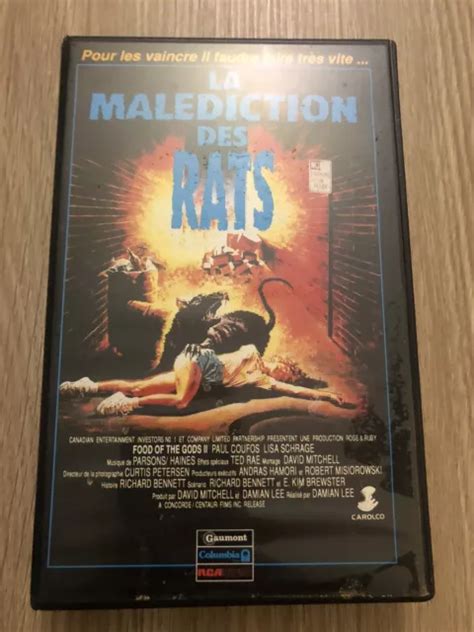 Pour les vaincre il faudra faire très vite ...
LA
MALEDICTION
DES
RATS
CANADIAN ENTERTAINMENT INVESTORS NO 1 ET COMPANY LIMITED PARTNERSHIP PRESENTENT UNE PRODUCTION ROSE & RUBY
FOOD OF THE GODS II PAUL COUFOS LISA SCHRAGE
Musique de PARSONS/HAINES Effets spéciaux TED RAE Montage DAVID MITCHELL
Directeur de la photographie CURTIS PETERSEN Producteurs exécutifs ANDRAS HAMORI et ROBERT MISIOROWSKI
Histoire RICHARD BENNETT Scénario RICHARD BENNETT et E. KIM BREWSTER
Produit par DAVID MITCHELL et DAMIAN LEE Réalisé par DAMIAN LEE
A CONCORDE/CENTAUR FILMS INC. RELEASE
CAROLCO
Gaumont
Columbia
RCA